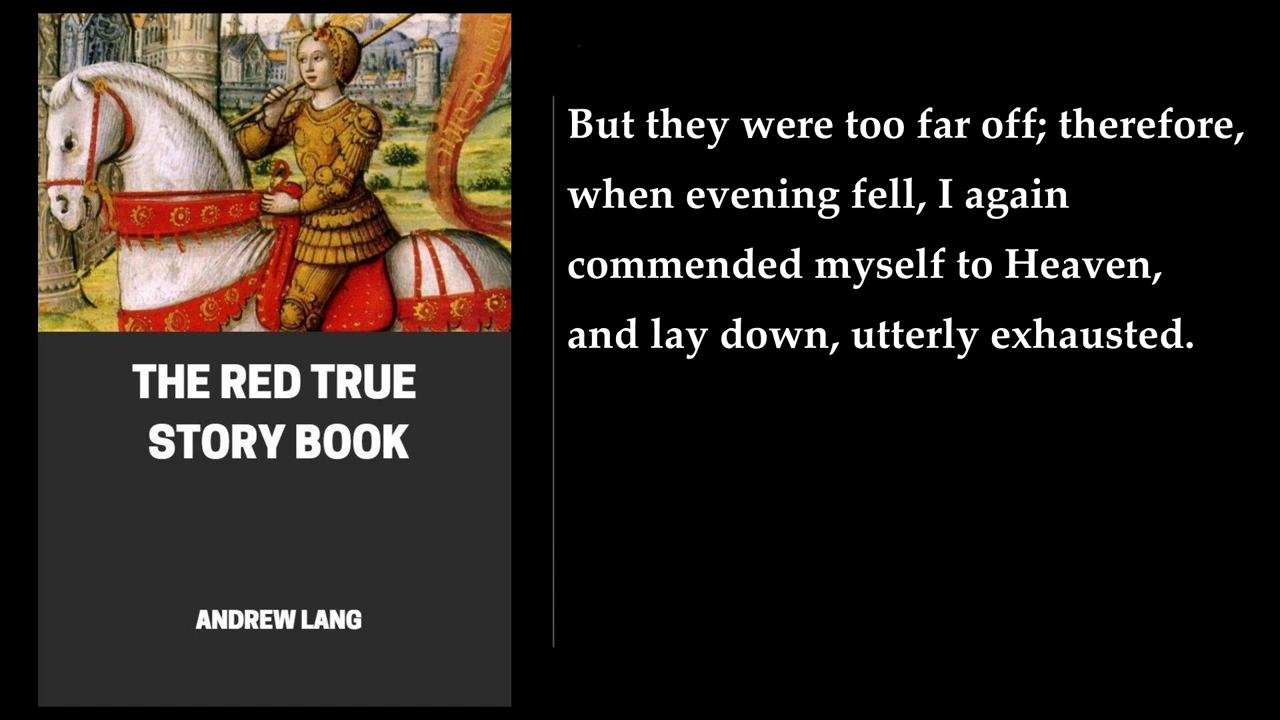 THE RED TRUE
STORY BOOK
ANDREW LANG
But they were too far off; therefore,
when evening fell, I again
commended myself to Heaven,
and lay down, utterly exhausted.